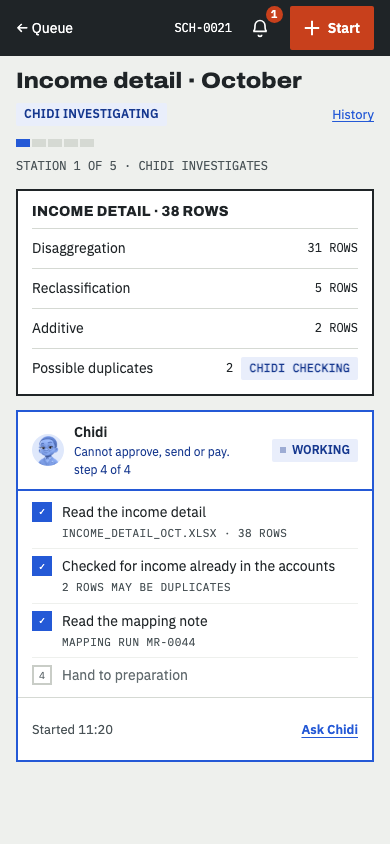 ← Queue
SCH-0021
1
Start
Income detail · October
CHIDI INVESTIGATING
History
STATION 1 OF 5 · CHIDI INVESTIGATES
INCOME DETAIL · 38 ROWS
Disaggregation 31 ROWS
Reclassification 5 ROWS
Additive 2 ROWS
Possible duplicates 2 CHIDI CHECKING
Chidi
Cannot approve, send or pay.
step 4 of 4
WORKING
✓ Read the income detail
INCOME_DETAIL_OCT.XLSX · 38 ROWS
✓ Checked for income already in the accounts
2 ROWS MAY BE DUPLICATES
✓ Read the mapping note
MAPPING RUN MR-0044
4 Hand to preparation
Started 11:20
Ask Chidi